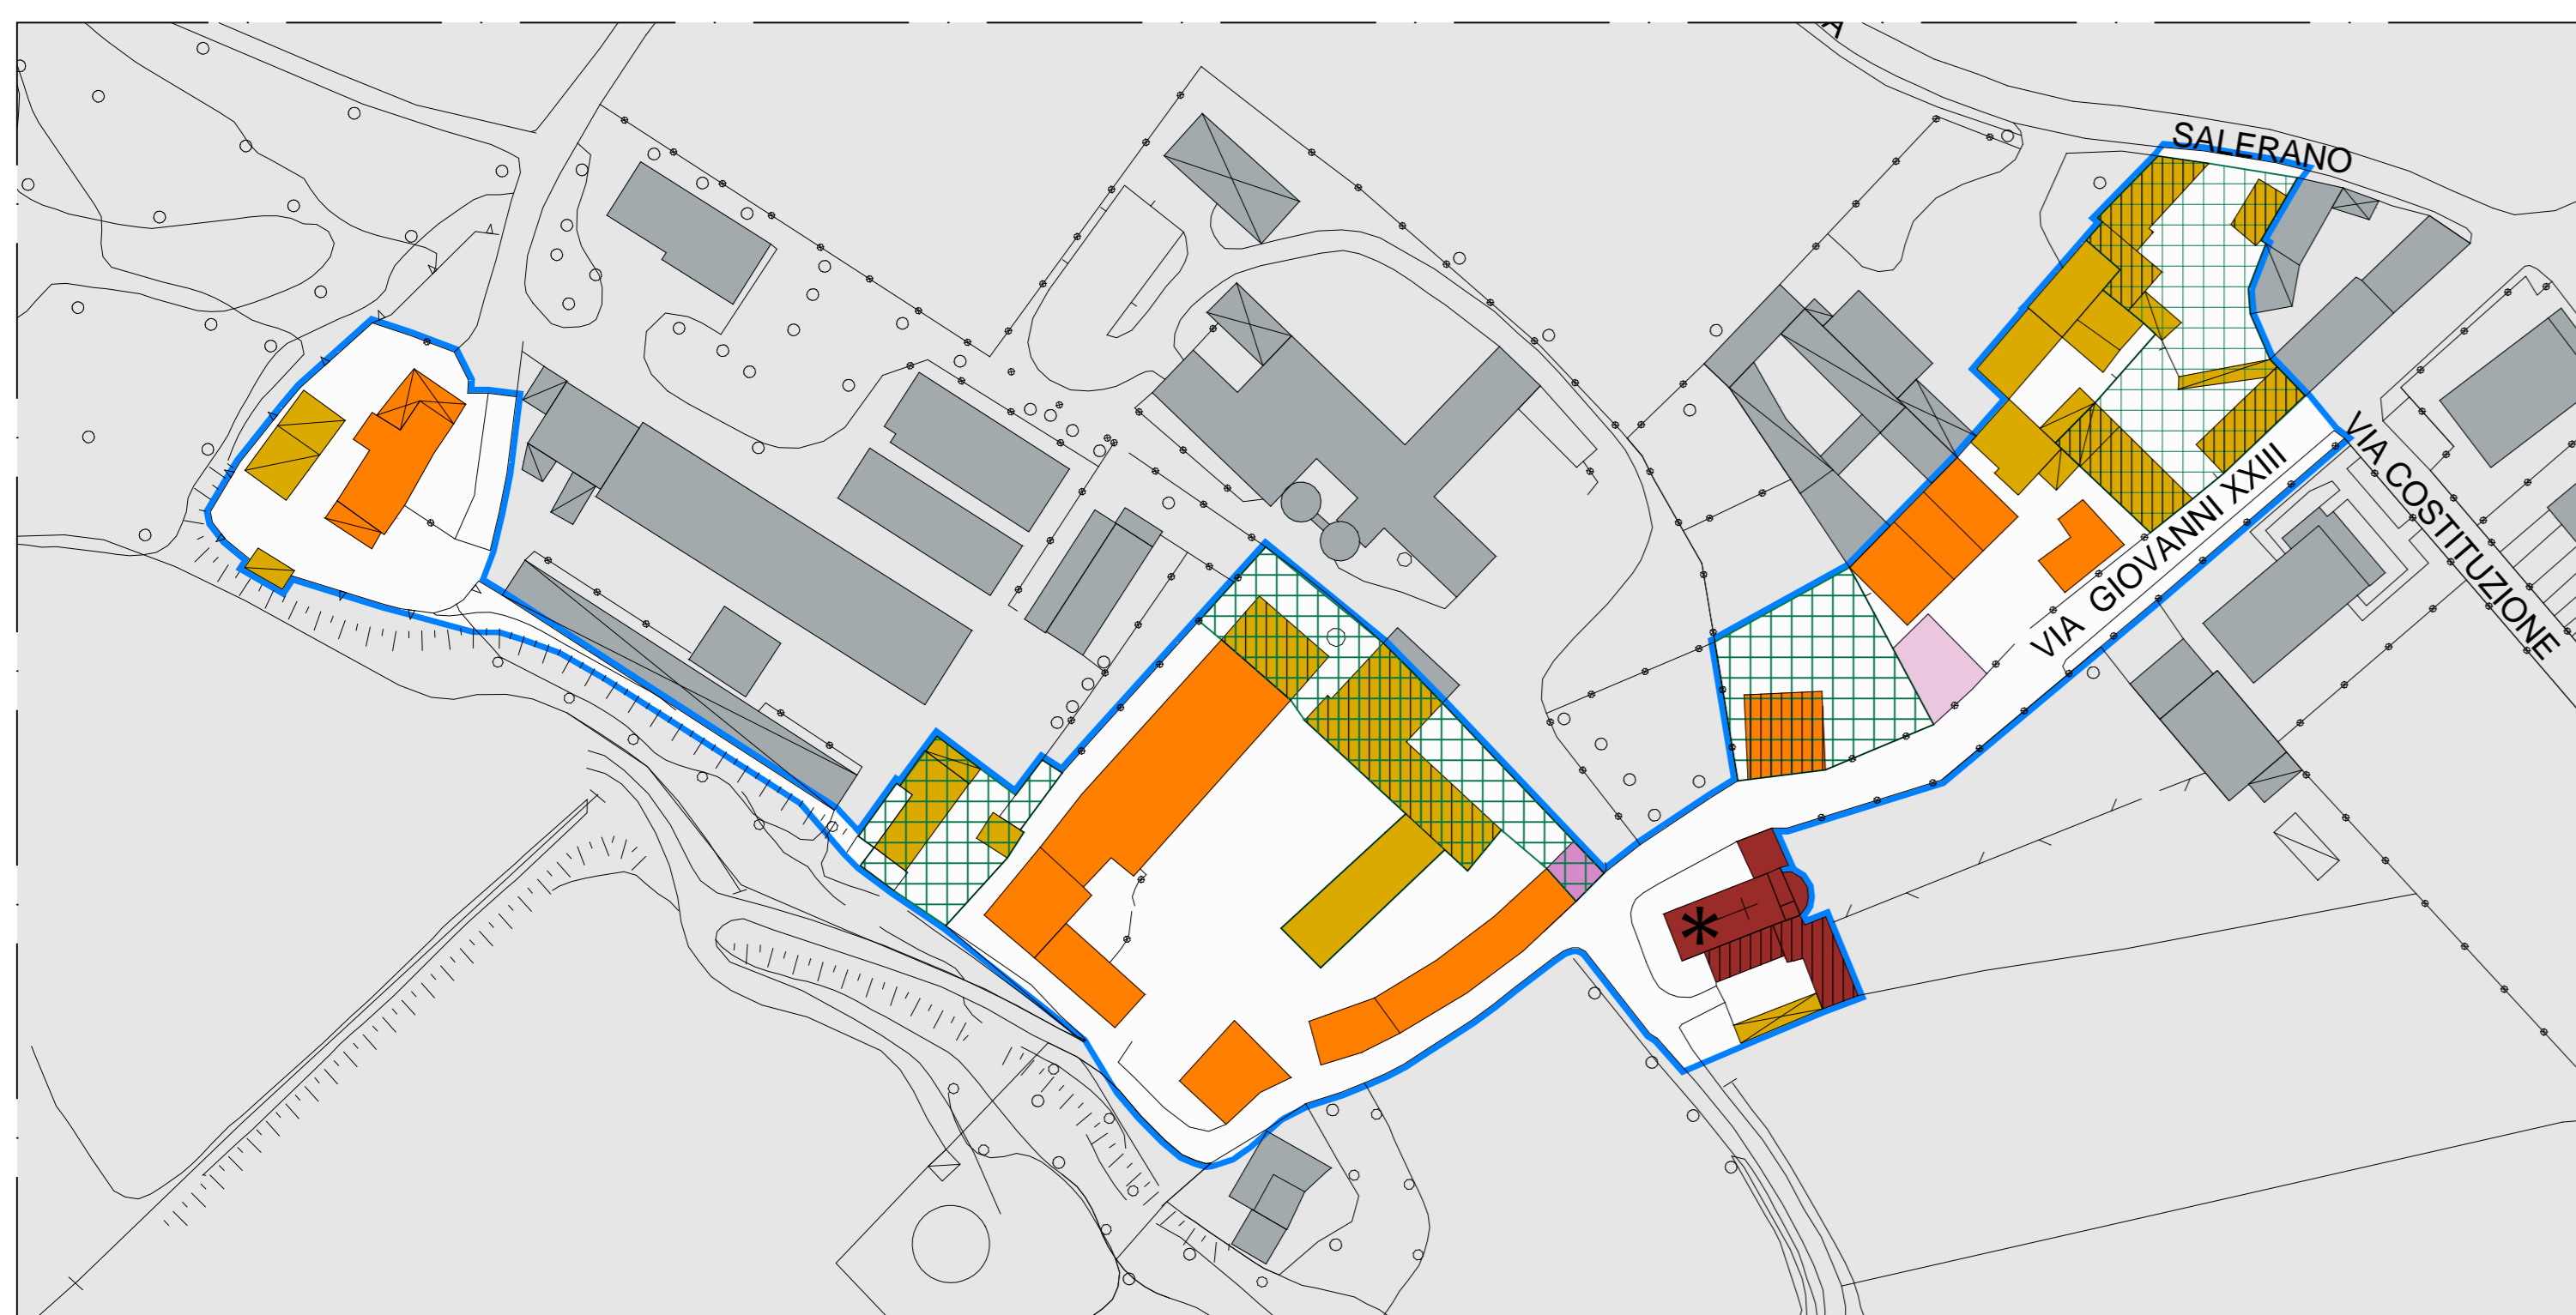 A
SALERANO
VIA COSTITUZIONE
VIA GIOVANNI XXIII
*